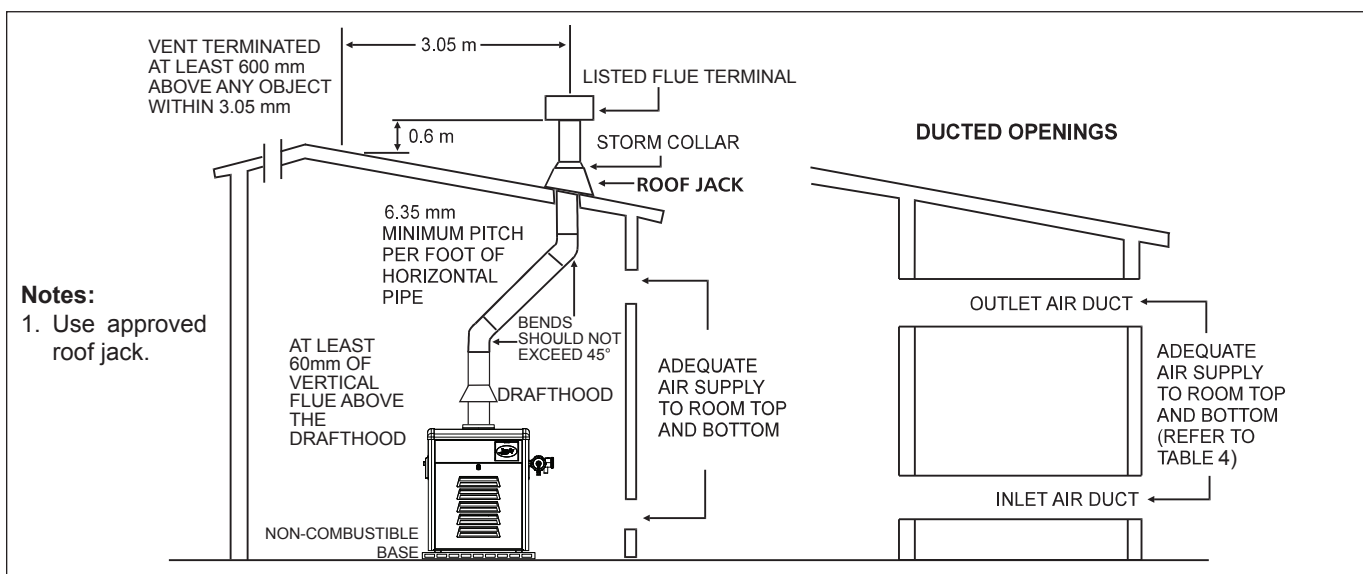 VENT TERMINATED
AT LEAST 600 mm
ABOVE ANY OBJECT
WITHIN 3.05 mm
3.05 m
LISTED FLUE TERMINAL
0.6 m
STORM COLLAR
ROOF JACK
DUCTED OPENINGS
6.35 mm
MINIMUM PITCH
PER FOOT OF
HORIZONTAL
PIPE
Notes:
1. Use approved
roof jack.
BENDS
SHOULD NOT
EXCEED 45°
AT LEAST
60mm OF
VERTICAL
FLUE ABOVE
THE
DRAFTHOOD
DRAFTHOOD
ADEQUATE
AIR SUPPLY
TO ROOM TOP
AND BOTTOM
NON-COMBUSTIBLE
BASE
OUTLET AIR DUCT
ADEQUATE
AIR SUPPLY
TO ROOM TOP
AND BOTTOM
(REFER TO
TABLE 4)
INLET AIR DUCT